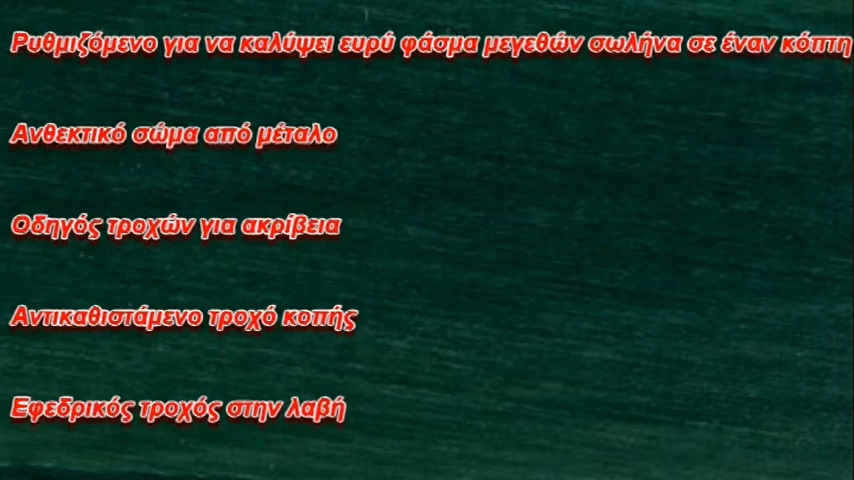 Ρυθμιζόμενο για να καλύψει ευρύ φάσμα μεγεθών σωλήνα σε έναν κόπτη
Ανθεκτικό σώμα από μέταλο
Οδηγός τροχών για ακρίβεια
Αντικαθιστάμενο τροχό κοπής
Εφεδρικός τροχός στην λαβή